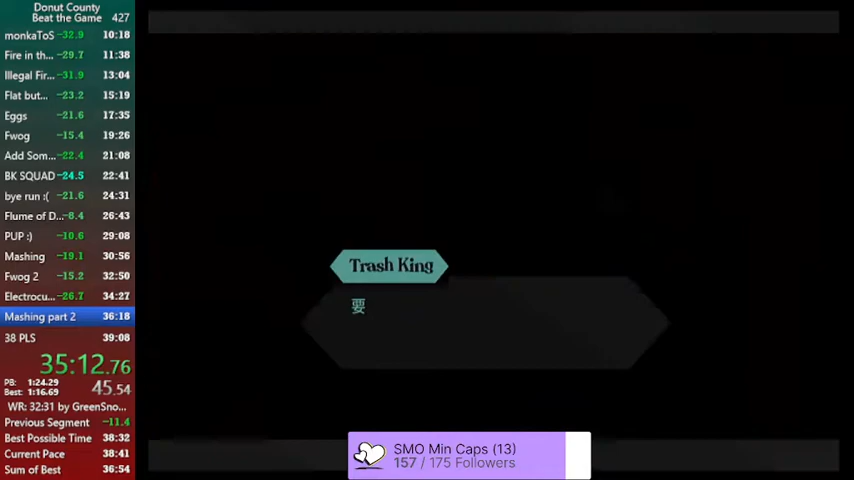 Donut County
Beat the Game 427
monkaToS -32.9 10:18
Fire in th... -29.7 11:38
Illegal Fir... -31.9 13:04
Flat but... -23.2 15:19
Eggs -21.6 17:35
Fwog -15.4 19:26
Add Som... -22.4 21:08
BK SQUAD -24.5 22:41
bye run :( -21.6 24:31
Flume of D... -8.4 26:43
PUP :) -10.6 29:08
Mashing -19.1 30:56
Fwog 2 -15.2 32:50
Electrocu... -26.7 34:27
Mashing part 2 36:18
38 PLS 39:08
35:12.76
PB: 1:24.29
Best: 1:16.69
45.54
WR: 32:31 by GreenSno...
Previous Segment -11.4
Best Possible Time 38:32
Current Pace 38:41
Sum of Best 36:54
Trash King
要
SMO Min Caps (13)
157 / 175 Followers